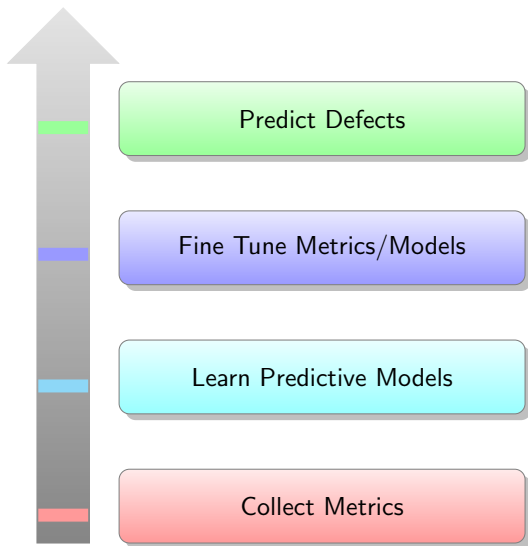 Predict Defects
Fine Tune Metrics/Models
Learn Predictive Models
Collect Metrics